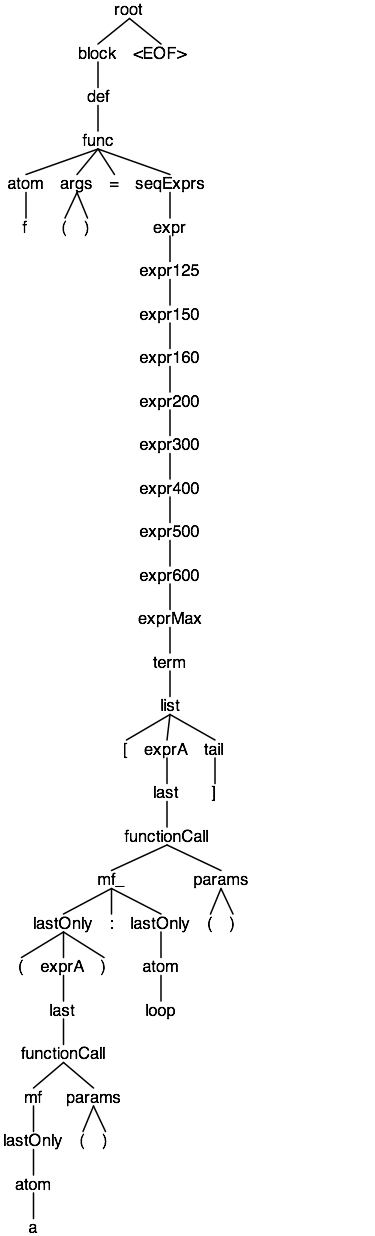 root
block <EOF>
def
func
atom args = seqExprs
f ( ) expr
expr125
expr150
expr160
expr200
expr300
expr400
expr500
expr600
exprMax
term
list
[ exprA tail
last ]
functionCall
mf_ params
lastOnly : lastOnly ( )
( exprA ) atom
last loop
functionCall
mf params
lastOnly ( )
atom
a